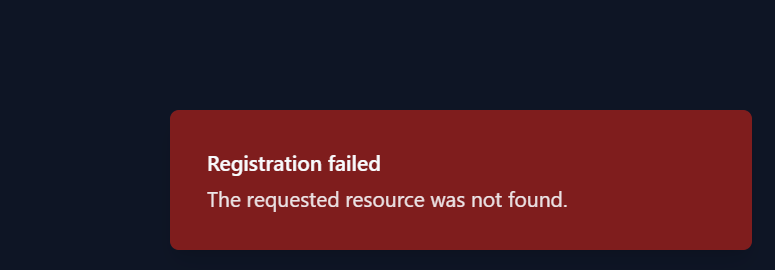 Registration failed
The requested resource was not found.